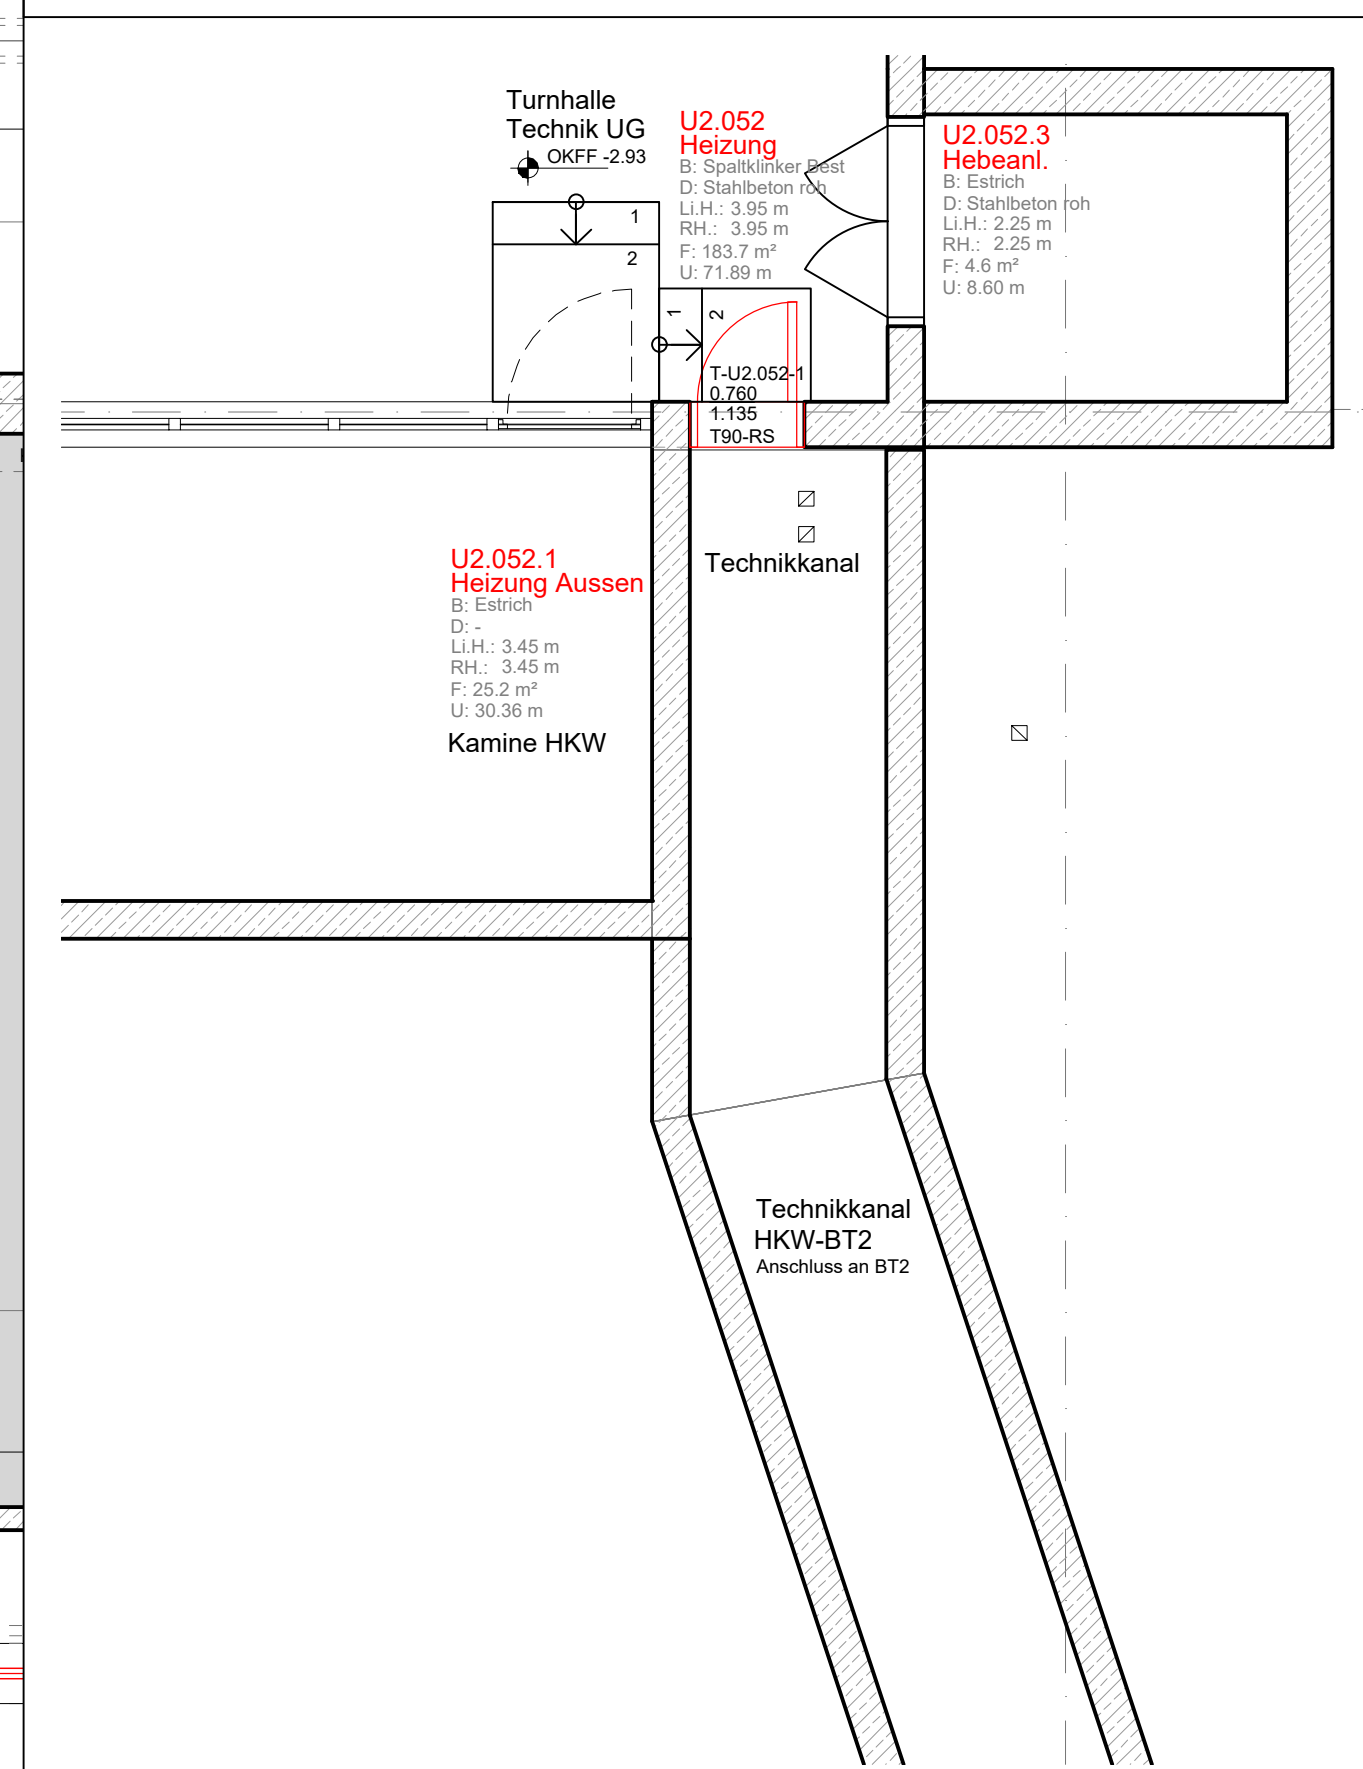 Turnhalle
Technik UG
OKFF -2.93
1
2
U2.052
Heizung
B: Spaltklinker Best
D: Stahlbeton roh
Li.H.: 3.95 m
RH.: 3.95 m
F: 183.7 m²
U: 71.89 m
U2.052.3
Hebeanl.
B: Estrich
D: Stahlbeton roh
Li.H.: 2.25 m
RH.: 2.25 m
F: 4.6 m²
U: 8.60 m
1
2
T-U2.052-1
0.760
1.135
T90-RS
Technikkanal
U2.052.1
Heizung Aussen
B: Estrich
D: -
Li.H.: 3.45 m
RH.: 3.45 m
F: 25.2 m²
U: 30.36 m
Kamine HKW
Technikkanal
HKW-BT2
Anschluss an BT2